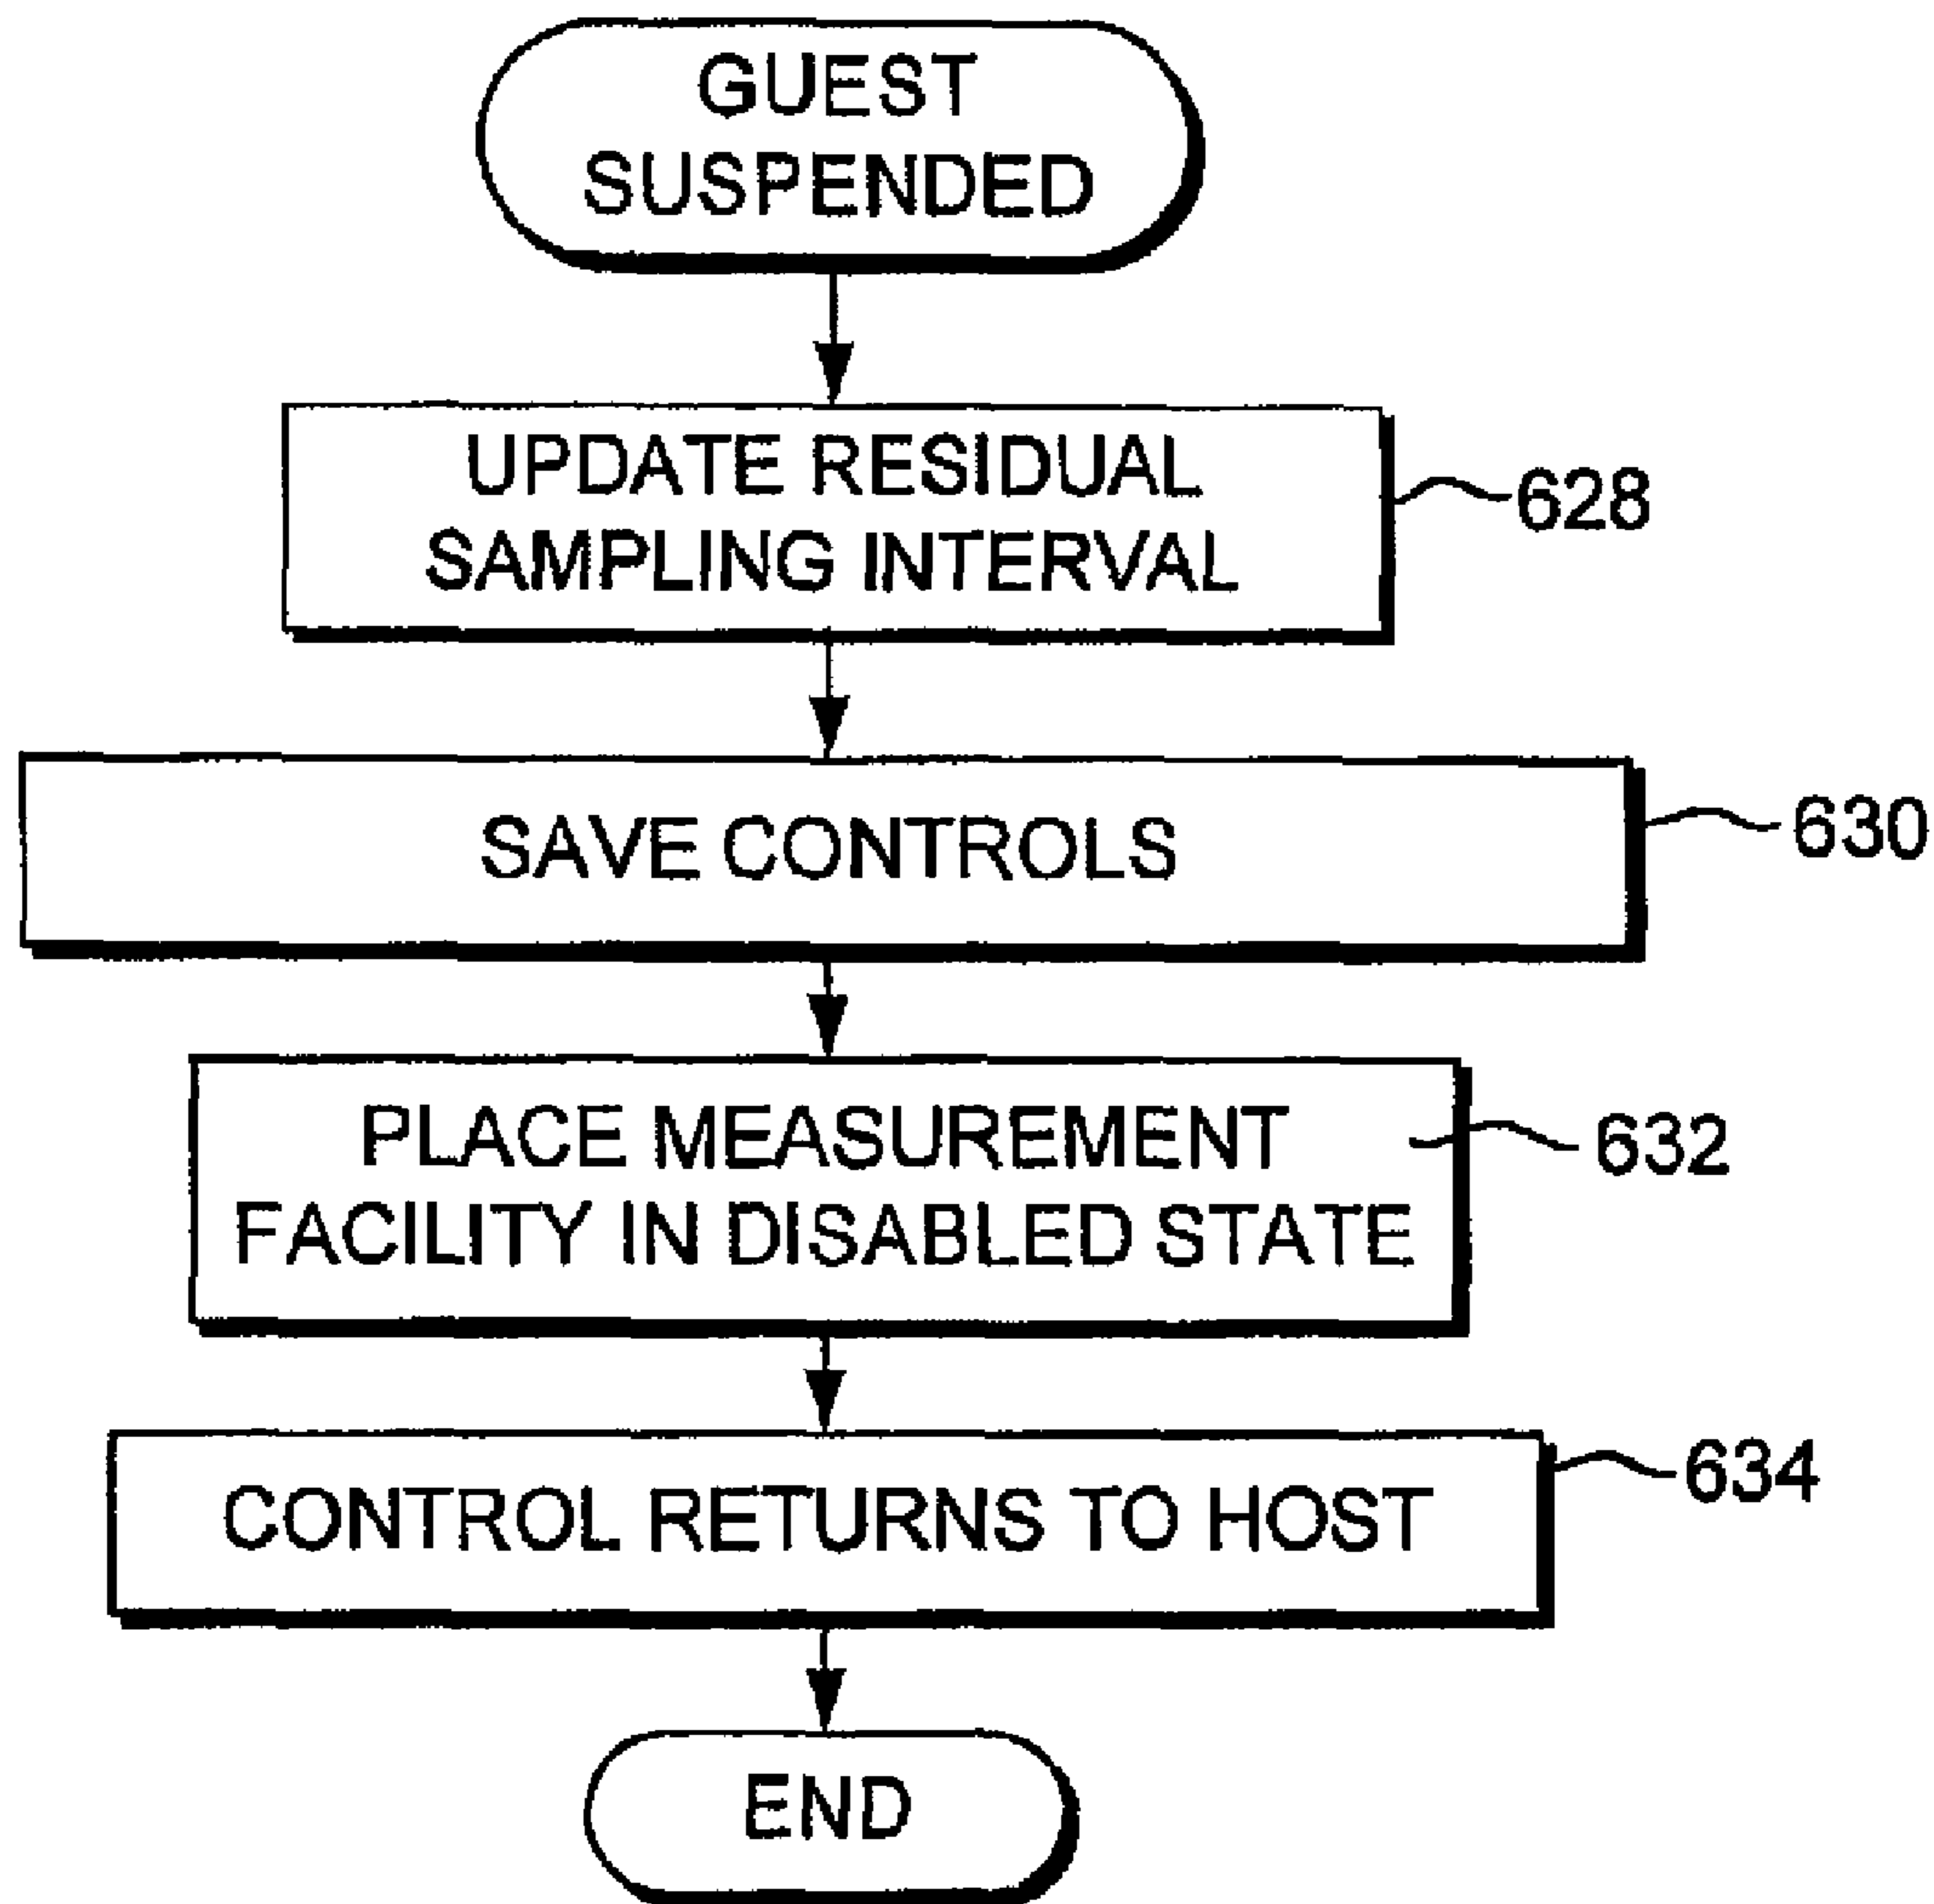 GUEST
SUSPENDED
UPDATE RESIDUAL
SAMPLING INTERVAL
628
SAVE CONTROLS
630
PLACE MEASUREMENT
FACILITY IN DISABLED STATE
632
CONTROL RETURNS TO HOST
634
END